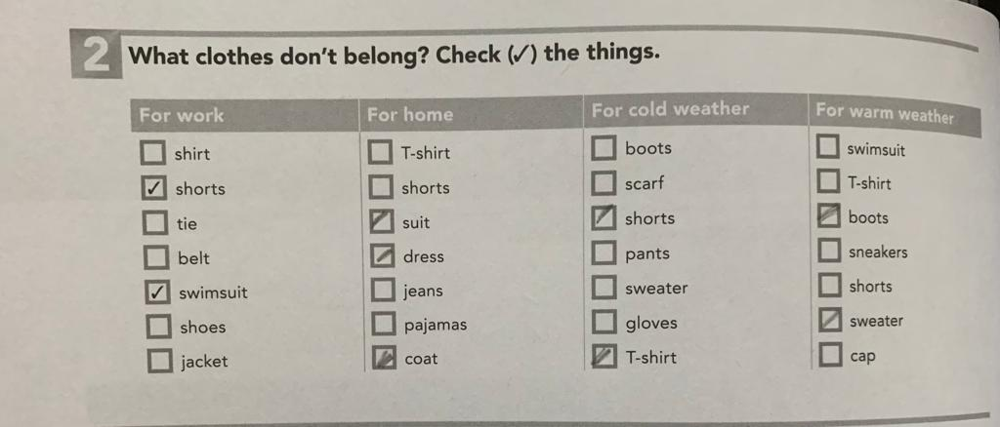 2 What clothes don't belong? Check (✓) the things.
For work For home For cold weather For warm weather
☐ shirt ☐ T-shirt ☐ boots ☐ swimsuit
☑ shorts ☐ shorts ☐ scarf ☐ T-shirt
☐ tie ☑ suit ☑ shorts ☑ boots
☐ belt ☑ dress ☐ pants ☐ sneakers
☑ swimsuit ☐ jeans ☐ sweater ☐ shorts
☐ shoes ☐ pajamas ☐ gloves ☑ sweater
☐ jacket ☑ coat ☑ T-shirt ☐ cap